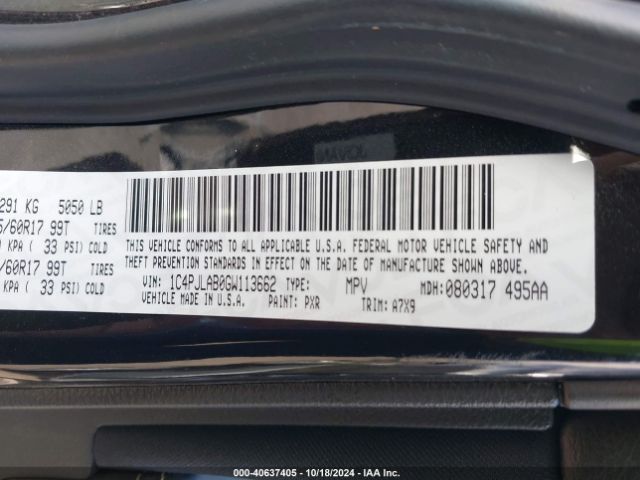 291 KG 5050 LB
5/60R17 99T TIRES
KPA ( 33 PSI) COLD
/60R17 99T TIRES
KPA ( 33 PSI) COLD
THIS VEHICLE CONFORMS TO ALL APPLICABLE U.S.A. FEDERAL MOTOR VEHICLE SAFETY AND
THEFT PREVENTION STANDARDS IN EFFECT ON THE DATE OF MANUFACTURE SHOWN ABOVE.
VIN: 1C4PJLAB0GW113662 TYPE: MPV MDH: 080317 495AA
VEHICLE MADE IN U.S.A. PAINT: PXR TRIM: A7X9
000-40637405 | 10/18/2024 | IAA Inc.